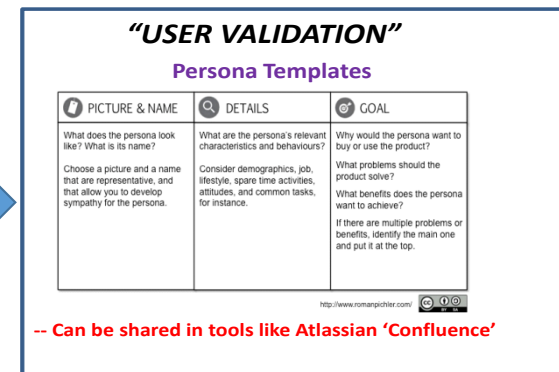 “USER VALIDATION”
Persona Templates
PICTURE & NAME
What does the persona look
like? What is its name?
Choose a picture and a name
that are representative, and
that allow you to develop
sympathy for the persona.
DETAILS
What are the persona's relevant
characteristics and behaviours?
Consider demographics, job,
lifestyle, spare time activities,
attitudes, and common tasks,
for instance.
GOAL
Why would the persona want to
buy or use the product?
What problems should the
product solve?
What benefits does the persona
want to achieve?
If there are multiple problems or
benefits, identify the main one
and put it at the top.
http://www.romanpichler.com/
cc
BY SA
-- Can be shared in tools like Atlassian ‘Confluence’